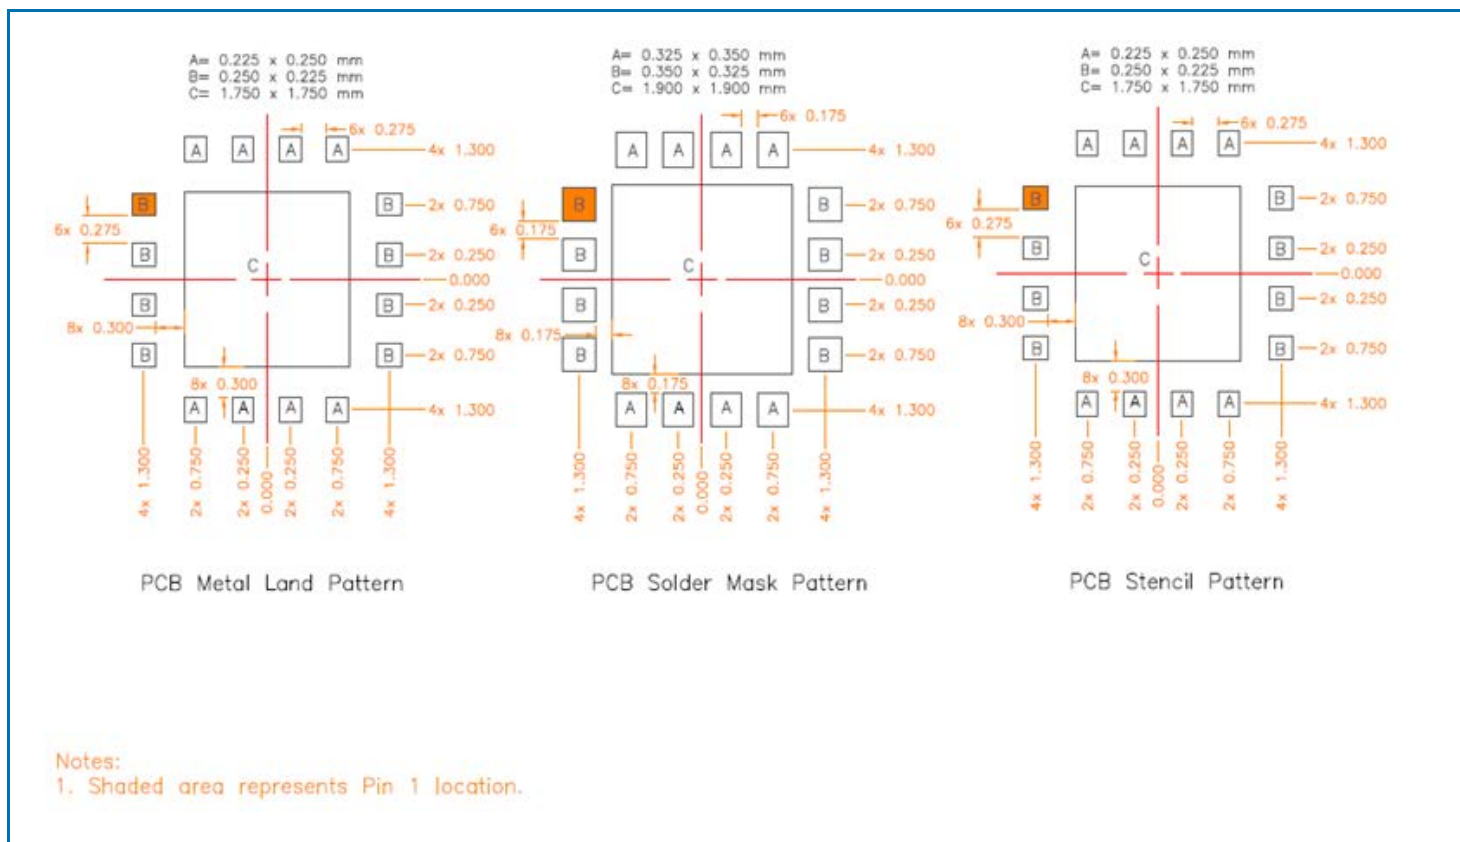 A= 0.225 x 0.250 mm
B= 0.250 x 0.225 mm
C= 1.750 x 1.750 mm
6x 0.275
A A A A
4x 1.300
B
B
2x 0.750
6x 0.275
B
B
2x 0.250
C
0.000
B
B
2x 0.250
8x 0.300
B
B
2x 0.750
8x 0.300
A A A A
4x 1.300
4x 1.300
2x 0.750
2x 0.250
0.000
2x 0.250
2x 0.750
4x 1.300
PCB Metal Land Pattern
A= 0.325 x 0.350 mm
B= 0.350 x 0.325 mm
C= 1.900 x 1.900 mm
6x 0.175
A A A A
4x 1.300
B
B
2x 0.750
6x 0.175
B
B
2x 0.250
C
0.000
B
B
2x 0.250
8x 0.175
B
B
2x 0.750
8x 0.175
A A A A
4x 1.300
4x 1.300
2x 0.750
2x 0.250
0.000
2x 0.250
2x 0.750
4x 1.300
PCB Solder Mask Pattern
A= 0.225 x 0.250 mm
B= 0.250 x 0.225 mm
C= 1.750 x 1.750 mm
6x 0.275
A A A A
4x 1.300
B
B
2x 0.750
6x 0.275
B
B
2x 0.250
C
0.000
B
B
2x 0.250
8x 0.300
B
B
2x 0.750
8x 0.300
A A A A
4x 1.300
4x 1.300
2x 0.750
2x 0.250
0.000
2x 0.250
2x 0.750
4x 1.300
PCB Stencil Pattern
Notes:
1. Shaded area represents Pin 1 location.